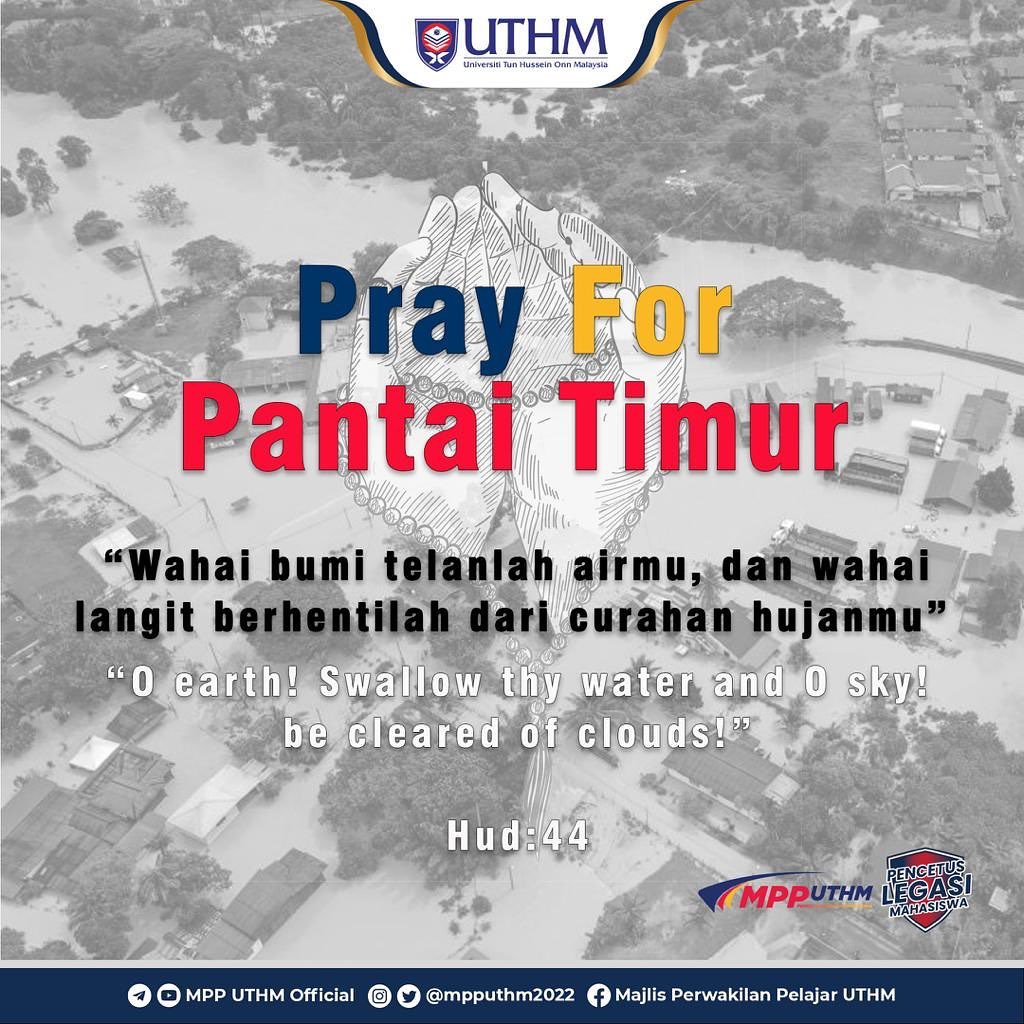 UTHM
Universiti Tun Hussein Onn Malaysia
Pray For
Pantai Timur
“Wahai bumi telanlah airmu, dan wahai
langit berhentilah dari curahan hujanmu”
“O earth! Swallow thy water and O sky!
be cleared of clouds!”
Hud:44
MPPUTHM
PENCETUS
LEGASI
MAHASISWA
MPP UTHM Official @mpputhm2022 Majlis Perwakilan Pelajar UTHM